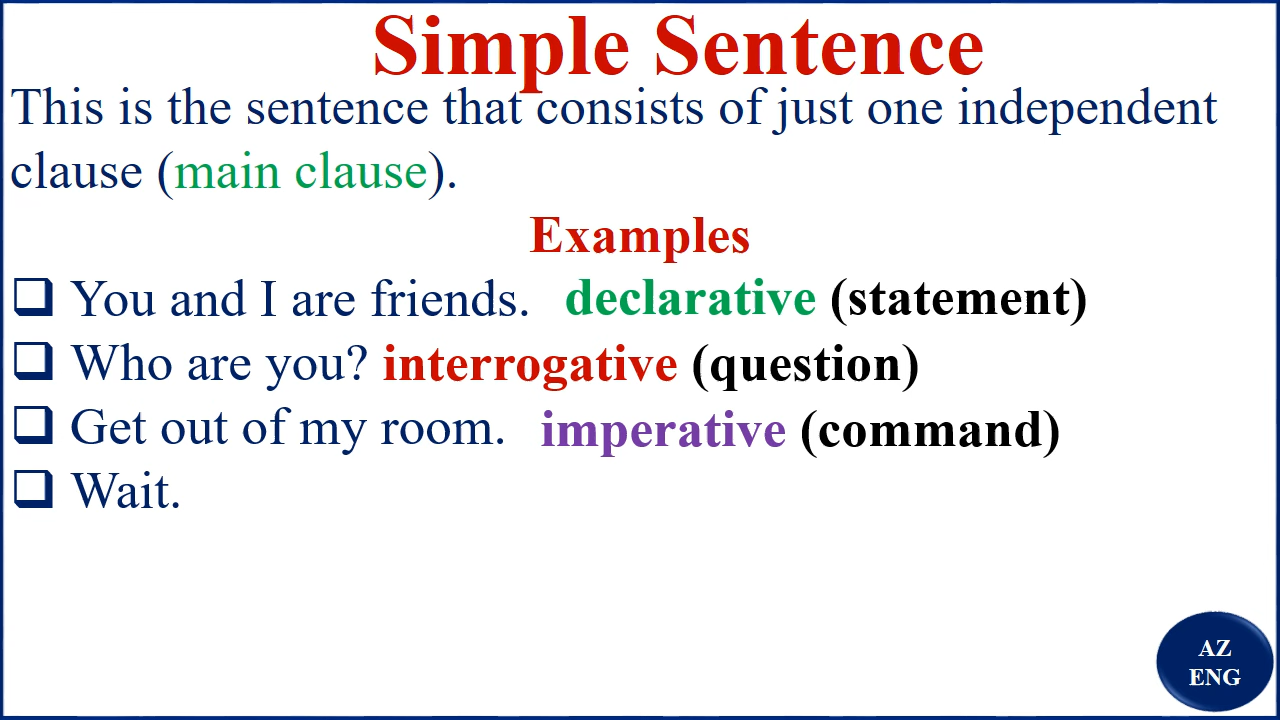 Simple Sentence
This is the sentence that consists of just one independent
clause (main clause).
Examples
❑ You and I are friends. declarative (statement)
❑ Who are you? interrogative (question)
❑ Get out of my room. imperative (command)
❑ Wait.
AZ
ENG